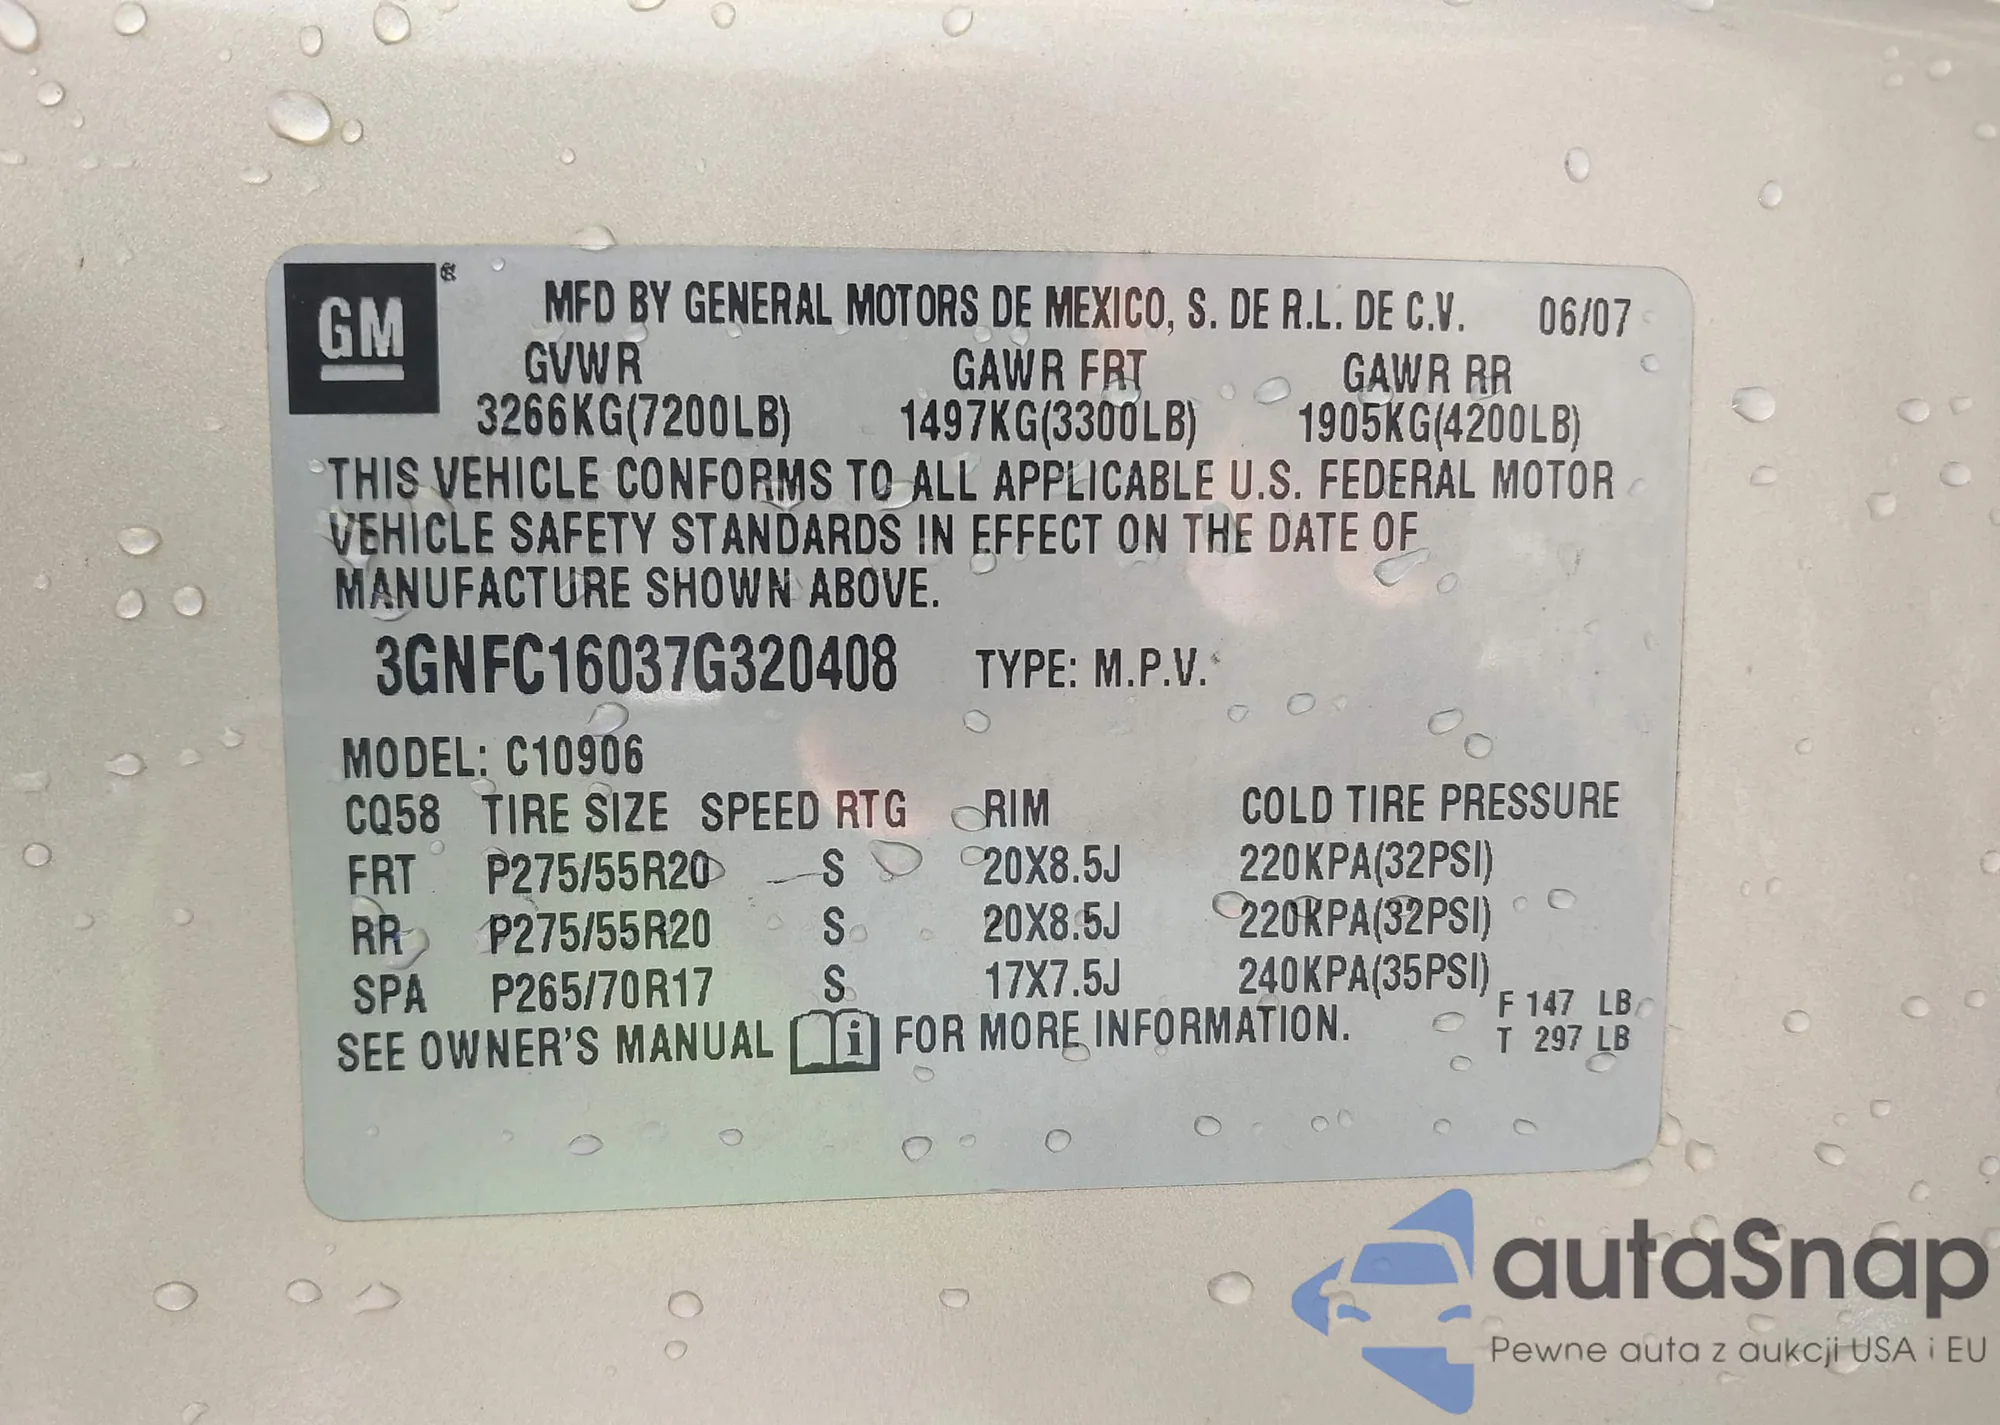 GM
MFD BY GENERAL MOTORS DE MEXICO, S. DE R.L. DE C.V. 06/07
GVWR GAWR FRT GAWR RR
3266KG(7200LB) 1497KG(3300LB) 1905KG(4200LB)
THIS VEHICLE CONFORMS TO ALL APPLICABLE U.S. FEDERAL MOTOR
VEHICLE SAFETY STANDARDS IN EFFECT ON THE DATE OF
MANUFACTURE SHOWN ABOVE.
3GNFC16037G320408 TYPE: M.P.V.
MODEL: C10906
CQ58 TIRE SIZE SPEED RTG RIM COLD TIRE PRESSURE
FRT P275/55R20 S 20X8.5J 220KPA(32PSI)
RR P275/55R20 S 20X8.5J 220KPA(32PSI)
SPA P265/70R17 S 17X7.5J 240KPA(35PSI)
F 147 LB
SEE OWNER'S MANUAL i FOR MORE INFORMATION.
T 297 LB
autaSnap
Pewne auta z aukcji USA i EU